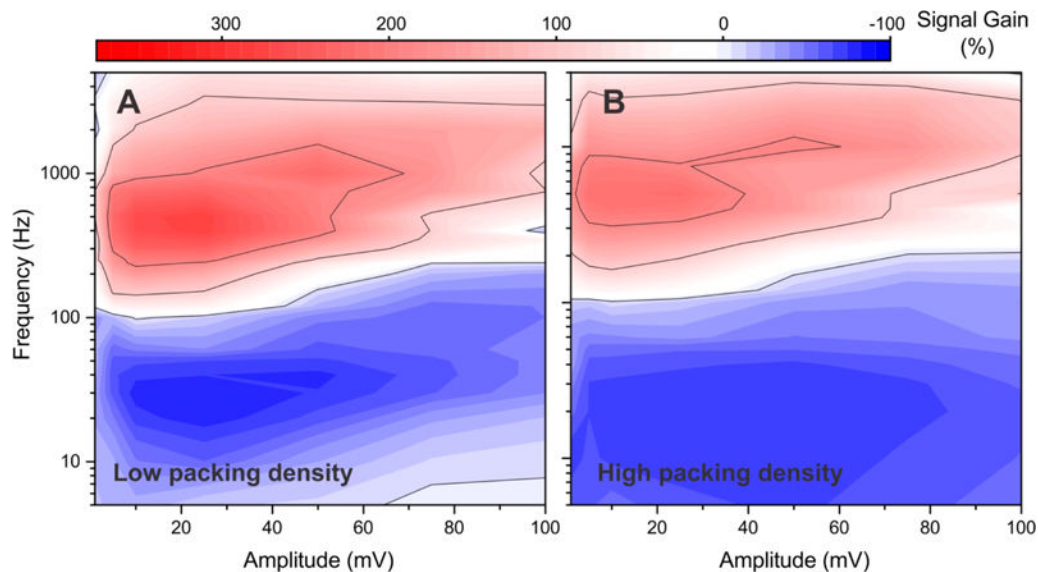 300 200 100 0 -100 Signal Gain
(%)
A B
1000
100
10
Frequency (Hz)
Low packing density High packing density
20 40 60 80 100 20 40 60 80 100
Amplitude (mV) Amplitude (mV)